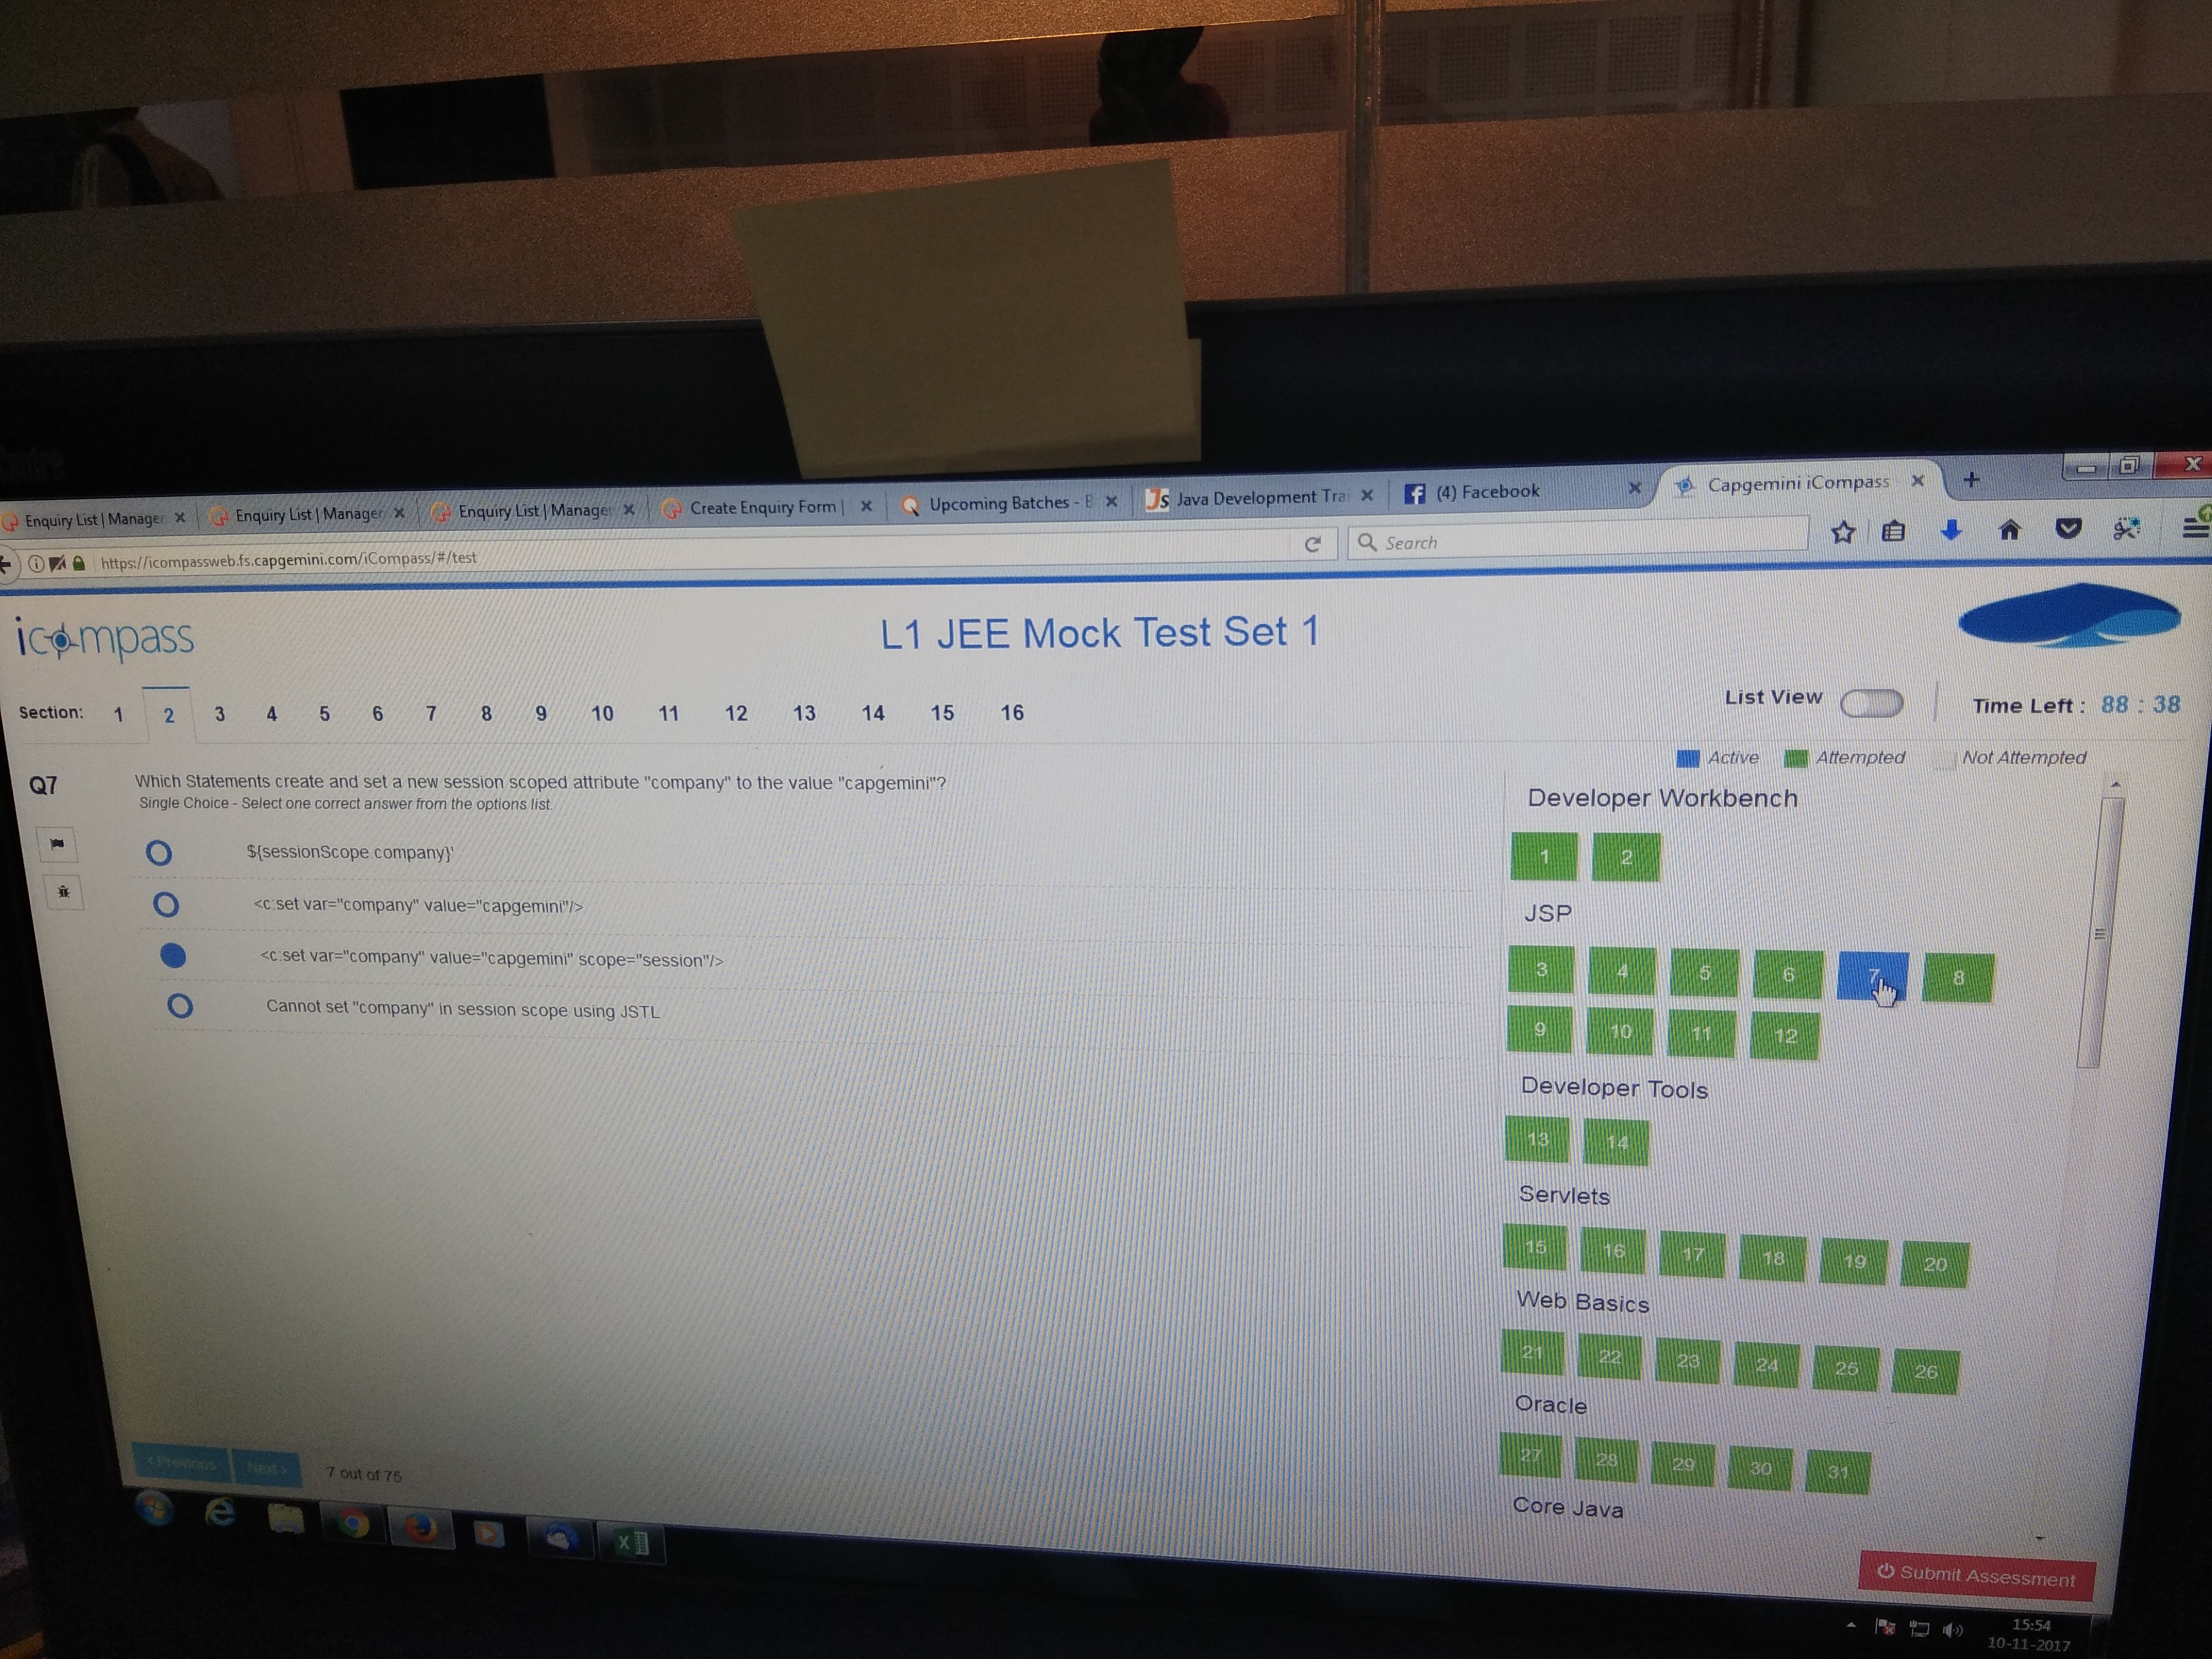 Enquiry List | Manager
Enquiry List | Manager
Enquiry List | Manager
Create Enquiry Form |
Upcoming Batches - E
Java Development Tra
(4) Facebook
Capgemini iCompass
https://icompassweb.fs.capgemini.com/iCompass/#/test
Search
icompass
L1 JEE Mock Test Set 1
Section: 1 2 3 4 5 6 7 8 9 10 11 12 13 14 15 16
List View
Time Left : 88 : 38
Active Attempted Not Attempted
Q7
Which Statements create and set a new session scoped attribute "company" to the value "capgemini"?
Single Choice - Select one correct answer from the options list.
${sessionScope.company}'
<c:set var="company" value="capgemini"/>
<c:set var="company" value="capgemini" scope="session"/>
Cannot set "company" in session scope using JSTL
< Previous Next >
7 out of 75
Developer Workbench
1 2
JSP
3 4 5 6 7 8
9 10 11 12
Developer Tools
13 14
Servlets
15 16 17 18 19 20
Web Basics
21 22 23 24 25 26
Oracle
27 28 29 30 31
Core Java
Submit Assessment
15:54
10-11-2017